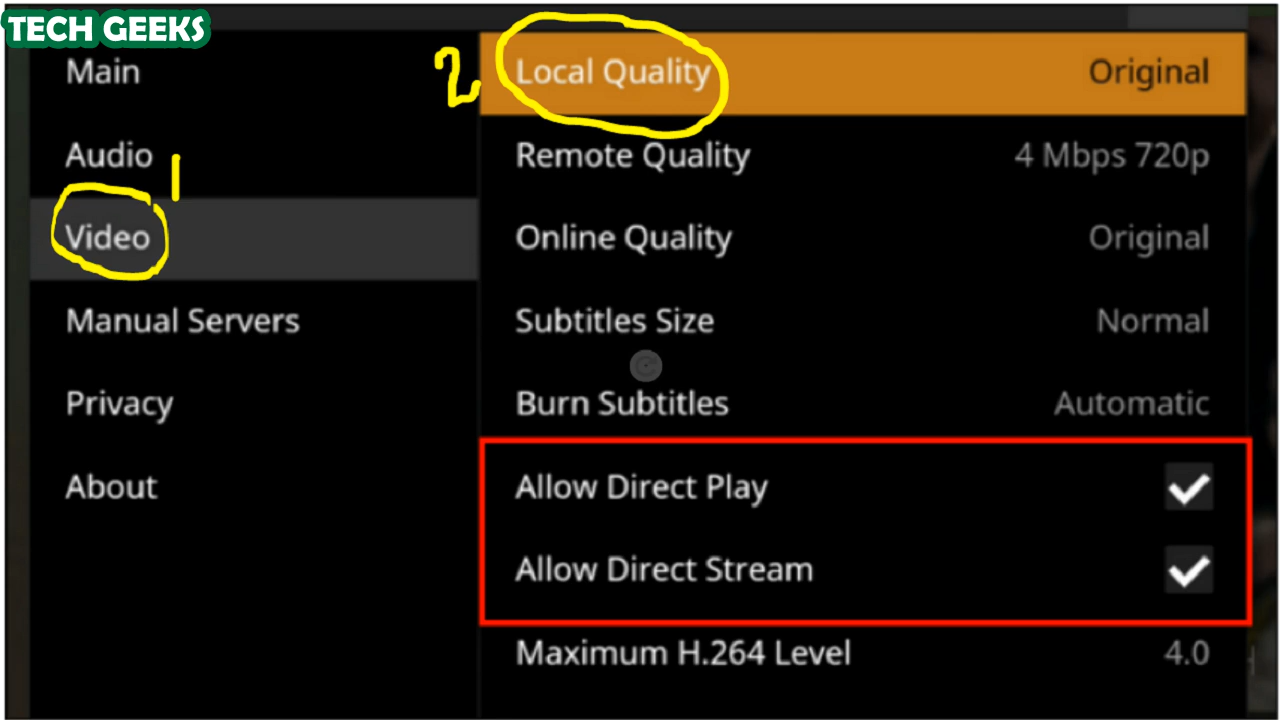 TECH GEEKS
Main
Audio
1
Video
Manual Servers
Privacy
About
2
Local Quality Original
Remote Quality 4 Mbps 720p
Online Quality Original
Subtitles Size Normal
Burn Subtitles Automatic
Allow Direct Play
Allow Direct Stream
Maximum H.264 Level 4.0